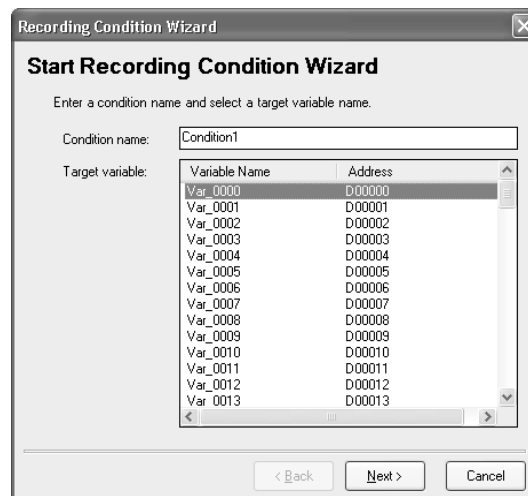 Recording Condition Wizard
Start Recording Condition Wizard
Enter a condition name and select a target variable name.
Condition name: Condition1
Target variable: Variable Name Address
Var_0000 D00000
Var_0001 D00001
Var_0002 D00002
Var_0003 D00003
Var_0004 D00004
Var_0005 D00005
Var_0006 D00006
Var_0007 D00007
Var_0008 D00008
Var_0009 D00009
Var_0010 D00010
Var_0011 D00011
Var_0012 D00012
Var_0013 D00013
< Back Next > Cancel